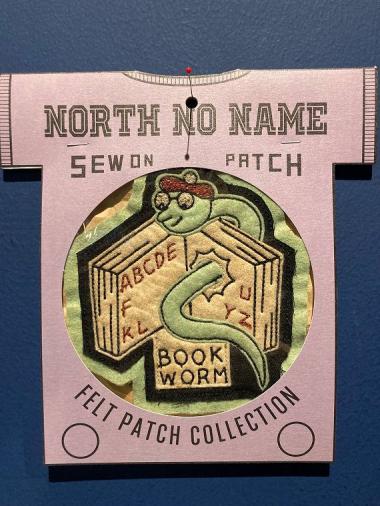 NORTH NO NAME
SEW ON PATCH
ABCDE
F
KL
U
YZ
BOOK
WORM
FELT PATCH COLLECTION